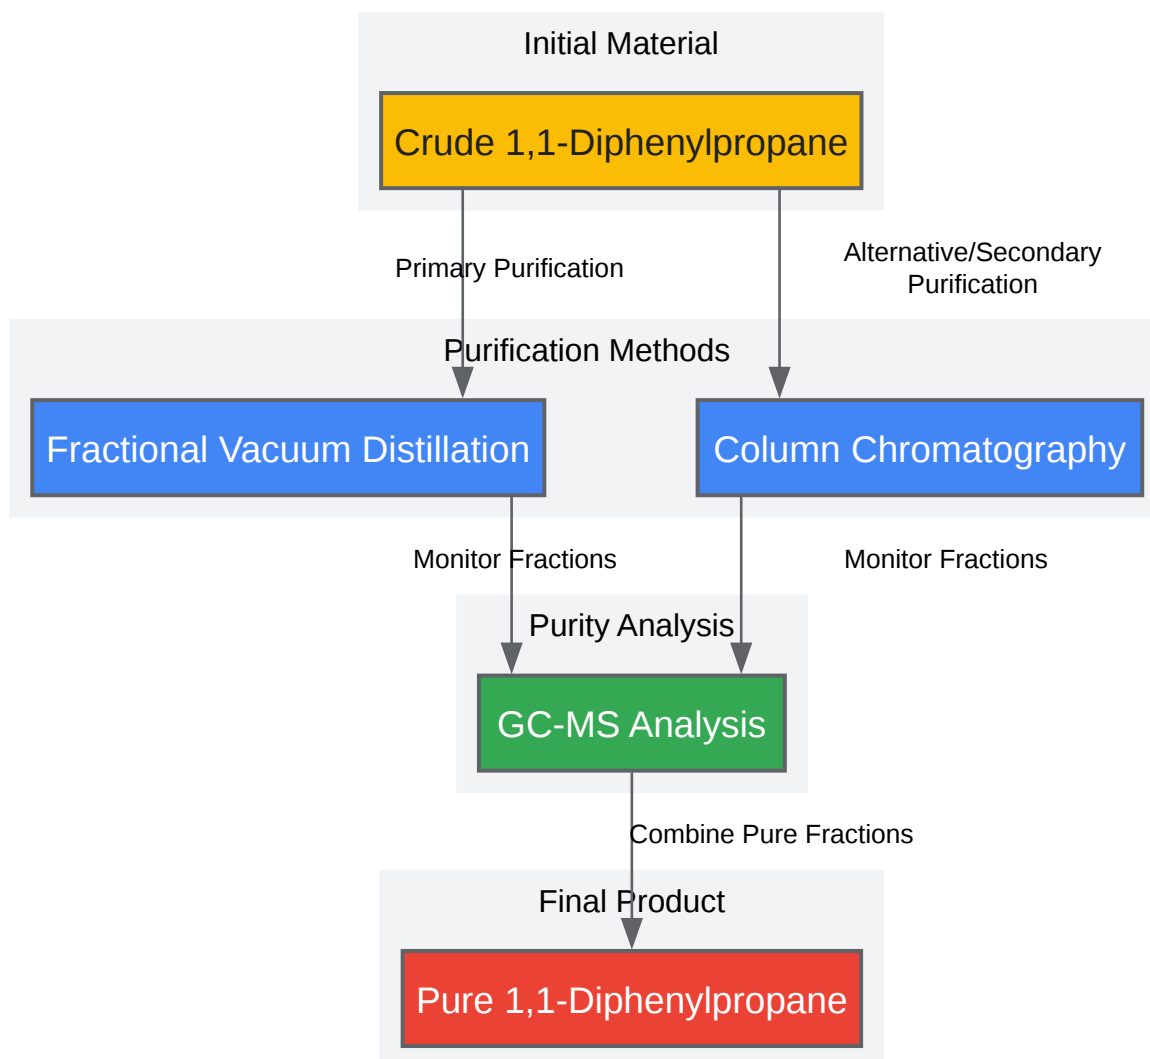 Initial Material
Crude 1,1-Diphenylpropane
Primary Purification
Alternative/Secondary
Purification
Purification Methods
Fractional Vacuum Distillation
Column Chromatography
Monitor Fractions
Monitor Fractions
Purity Analysis
GC-MS Analysis
Combine Pure Fractions
Final Product
Pure 1,1-Diphenylpropane